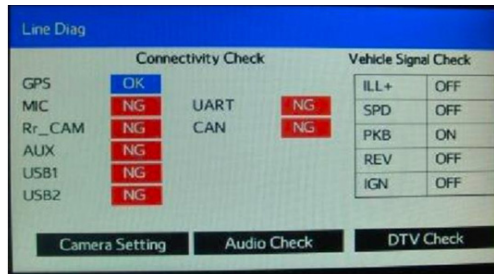 Line Diag
Connectivity Check Vehicle Signal Check
GPS OK ILL+ OFF
MIC NG UART NG SPD OFF
Rr_CAM NG CAN NG PKB ON
AUX NG REV OFF
USB1 NG IGN OFF
USB2 NG
Camera Setting Audio Check DTV Check